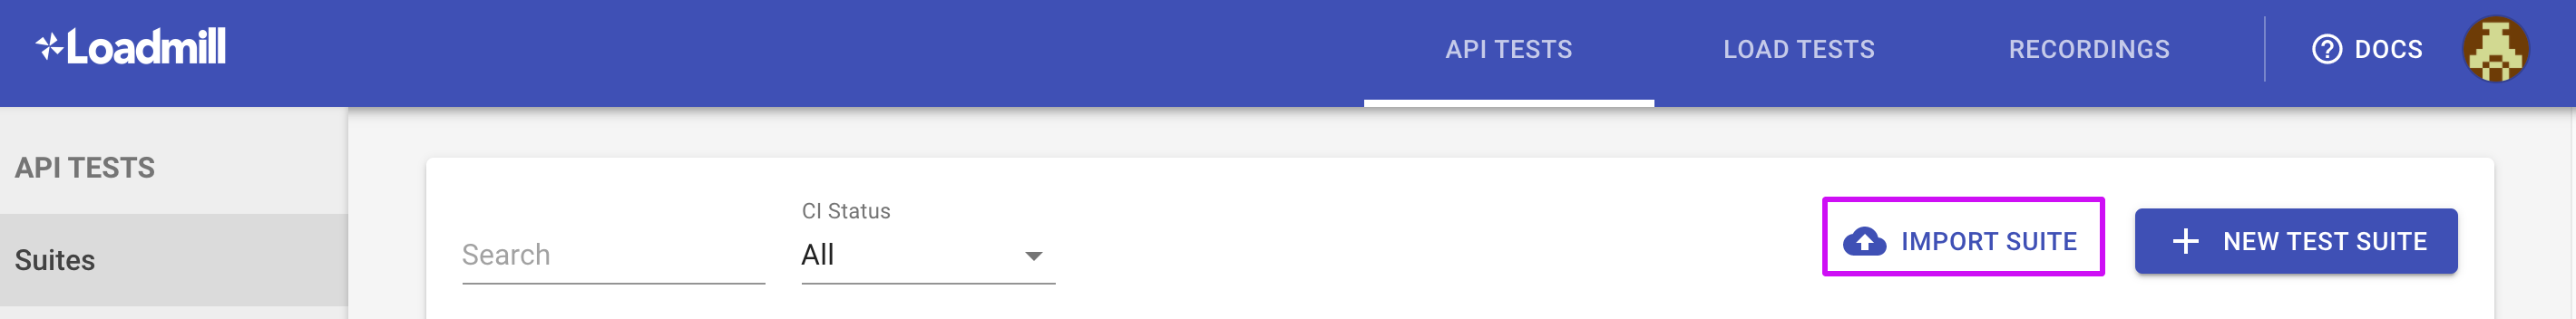 Loadmill
API TESTS
LOAD TESTS
RECORDINGS
DOCS
API TESTS
Suites
Search
CI Status
All
IMPORT SUITE
NEW TEST SUITE